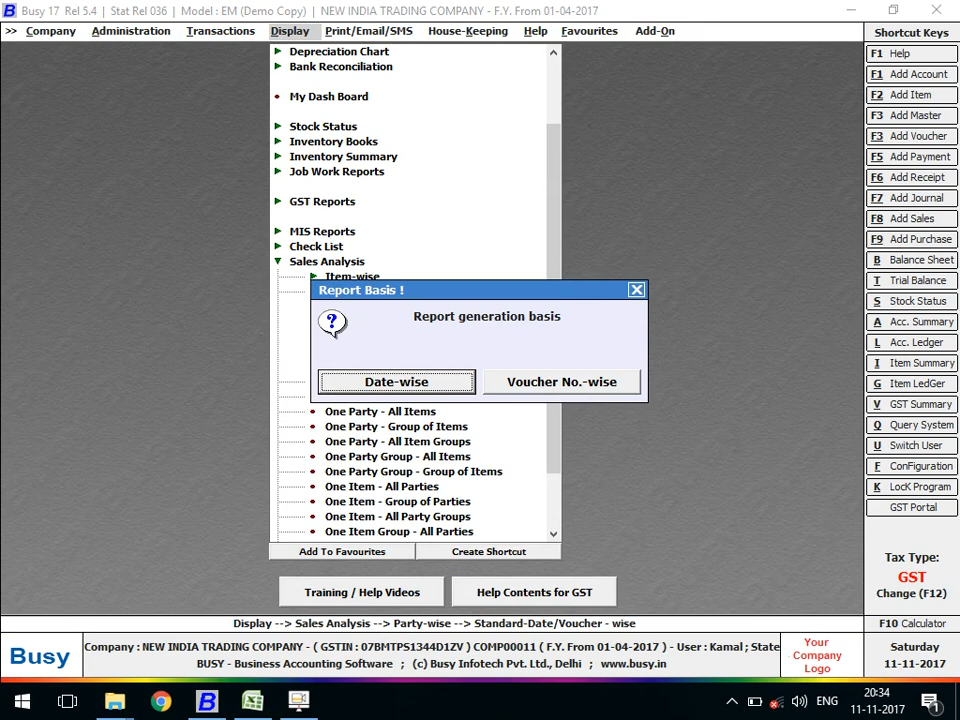 Busy 17 Rel 5.4 | Stat Rel 036 | Model : EM (Demo Copy) | NEW INDIA TRADING COMPANY - F.Y. From 01-04-2017
>> Company Administration Transactions Display Print/Email/SMS House-Keeping Help Favourites Add-On
Depreciation Chart
Bank Reconciliation
My Dash Board
Stock Status
Inventory Books
Inventory Summary
Job Work Reports
GST Reports
MIS Reports
Check List
Sales Analysis
Item-wise
Report Basis !
Report generation basis
Date-wise
Voucher No.-wise
One Party - All Items
One Party - Group of Items
One Party - All Item Groups
One Party Group - All Items
One Party Group - Group of Items
One Item - All Parties
One Item - Group of Parties
One Item - All Party Groups
One Item Group - All Parties
Add To Favourites Create Shortcut
Training / Help Videos Help Contents for GST
Display --> Sales Analysis --> Party-wise --> Standard-Date/Voucher - wise
Shortcut Keys
F1 Help
F1 Add Account
F2 Add Item
F3 Add Master
F3 Add Voucher
F5 Add Payment
F6 Add Receipt
F7 Add Journal
F8 Add Sales
F9 Add Purchase
B Balance Sheet
T Trial Balance
S Stock Status
A Acc. Summary
L Acc. Ledger
I Item Summary
G Item LedGer
V GST Summary
Q Query System
U Switch User
F ConFiguration
K LocK Program
GST Portal
Tax Type:
GST
Change (F12)
F10 Calculator
Busy
Company : NEW INDIA TRADING COMPANY - ( GSTIN : 07BMTPS1344D1ZV ) COMP00011 ( F.Y. From 01-04-2017 ) - User : Kamal ; State
BUSY - Business Accounting Software ; (c) Busy Infotech Pvt. Ltd., Delhi ; www.busy.in
Your
Company
Logo
Saturday
11-11-2017
B
ENG
20:34
11-11-2017
1